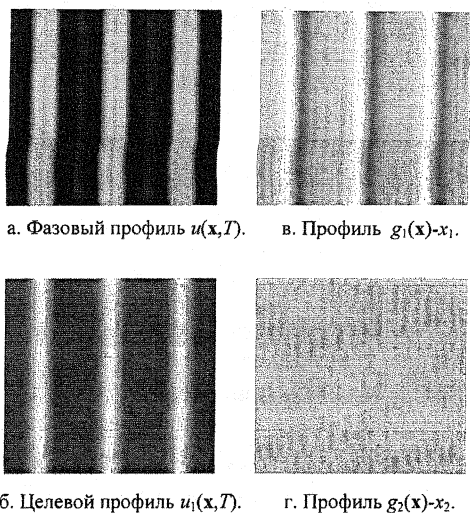 а. Фазовый профиль u(x,T). в. Профиль g₁(x)-x₁.
б. Целевой профиль u₁(x,T). г. Профиль g₂(x)-x₂.